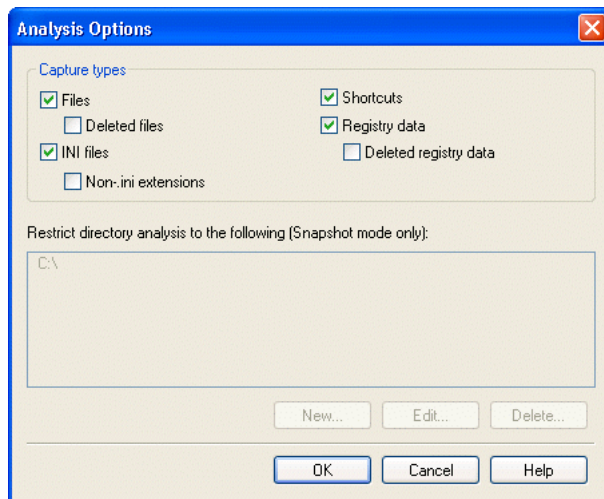 Analysis Options
Capture types
Files
Shortcuts
Deleted files
Registry data
INI files
Deleted registry data
Non-.ini extensions
Restrict directory analysis to the following (Snapshot mode only):
C:\
New...
Edit...
Delete...
OK
Cancel
Help